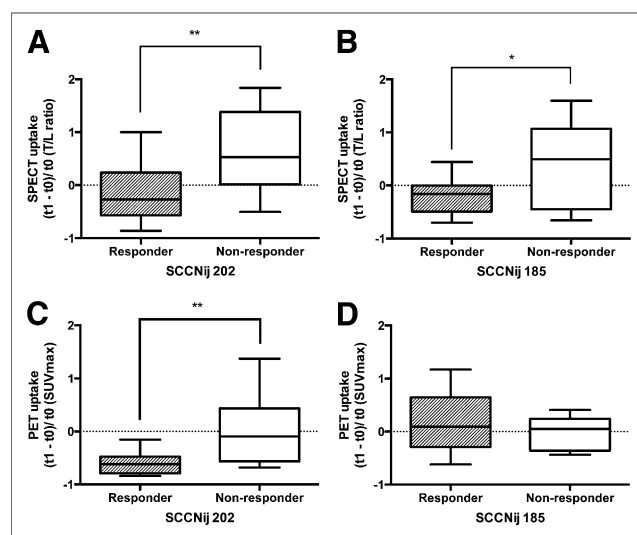 A
**
SPECT uptake
(t1 - t0)/ t0 (T/L ratio)
2
1
0
-1
Responder
Non-responder
SCCNij 202
B
*
SPECT uptake
(t1 - t0)/ t0 (T/L ratio)
2
1
0
-1
Responder
Non-responder
SCCNij 185
C
**
PET uptake
(t1 - t0)/ t0 (SUVmax)
2
1
0
-1
Responder
Non-responder
SCCNij 202
D
PET uptake
(t1 - t0)/ t0 (SUVmax)
2
1
0
-1
Responder
Non-responder
SCCNij 185